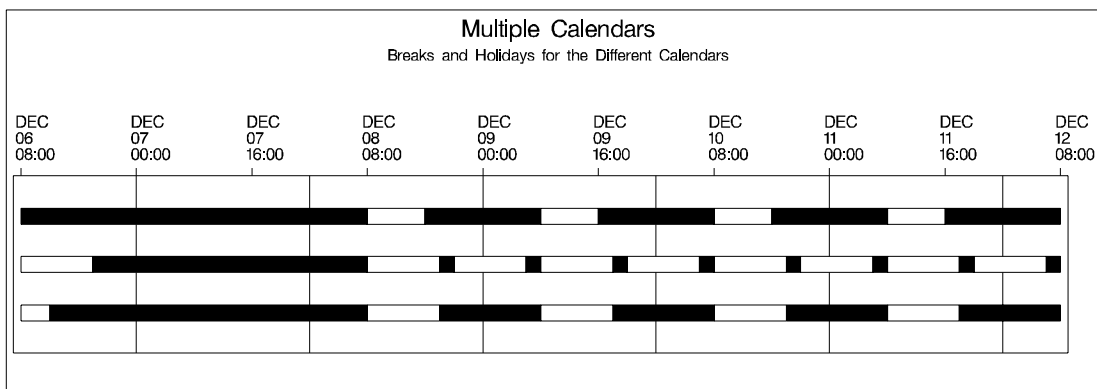 Multiple Calendars
Breaks and Holidays for the Different Calendars
DEC DEC DEC DEC DEC DEC DEC DEC DEC DEC
06 07 07 08 09 09 10 11 11 12
08:00 00:00 16:00 08:00 00:00 16:00 08:00 00:00 16:00 08:00